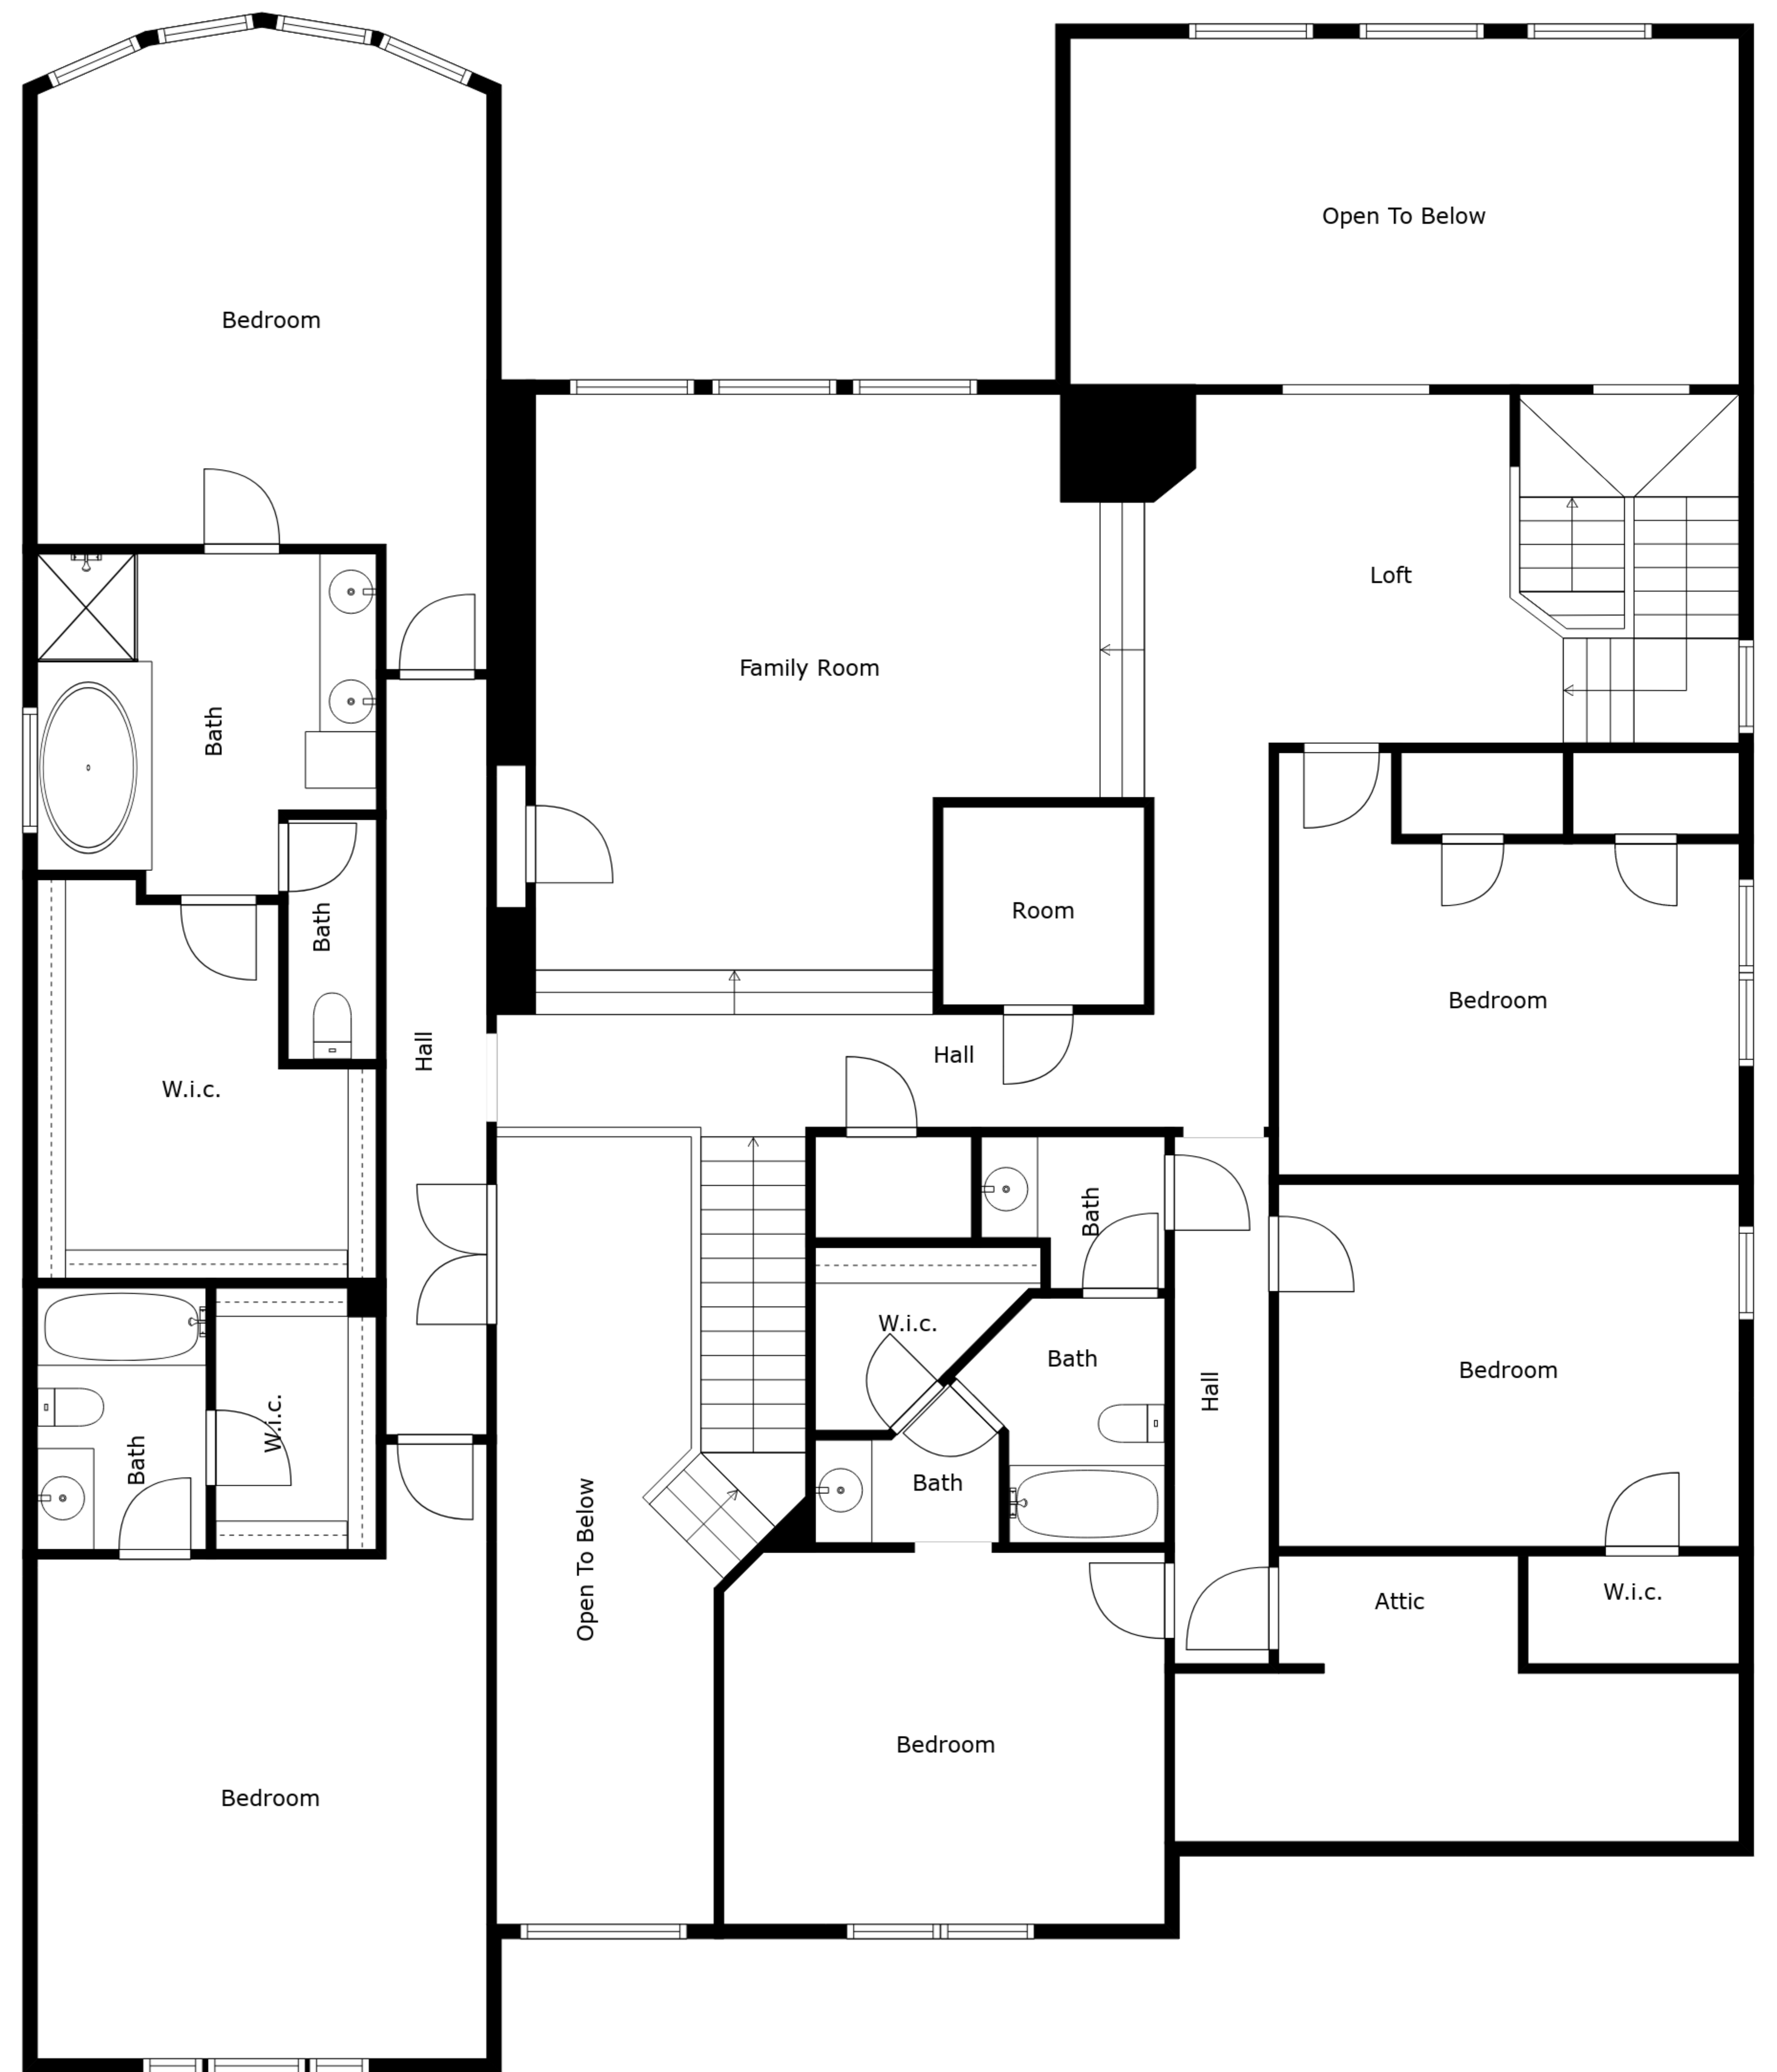 Open To Below
Bedroom
Loft
Family Room
Bath
Room
Bath
Bedroom
Hall
Hall
W.i.c.
Bath
W.i.c.
Bath
Bedroom
Hall
W.i.c.
Bath
Bath
Open To Below
W.i.c.
Attic
Bedroom
Bedroom